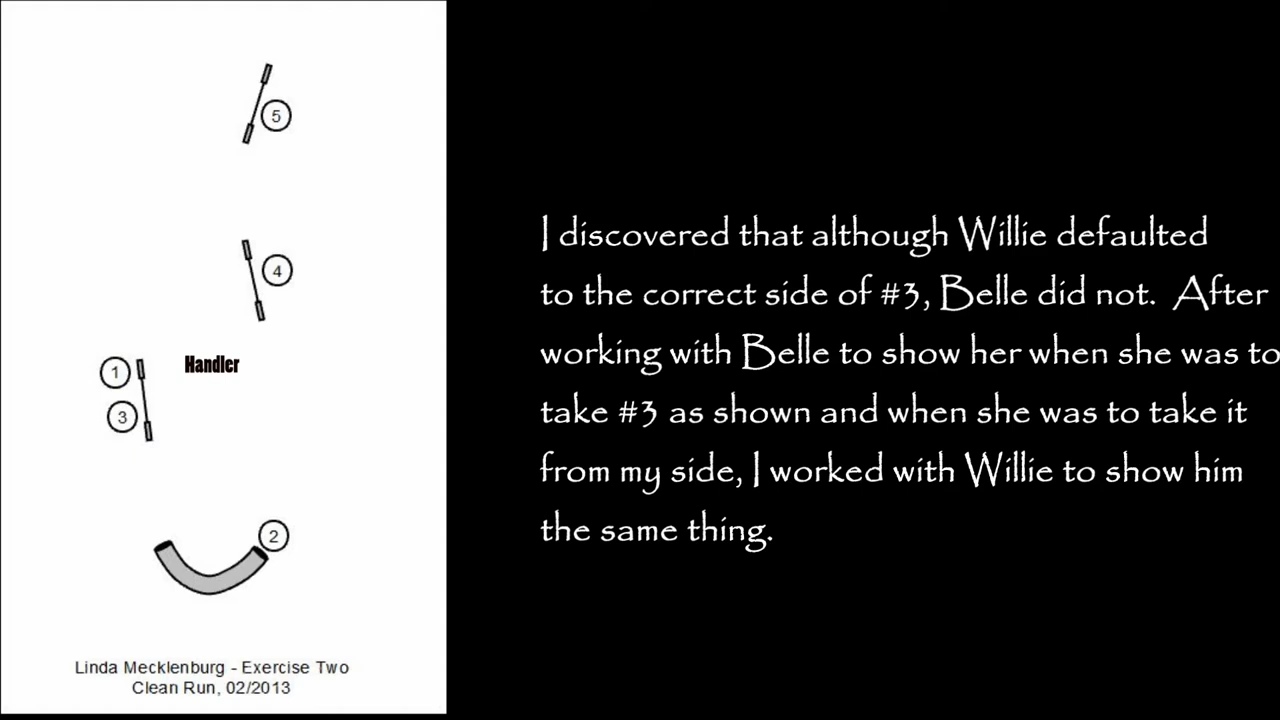 5
4
Handler
1
3
2
Linda Mecklenburg - Exercise Two
Clean Run, 02/2013
I discovered that although Willie defaulted
to the correct side of #3, Belle did not. After
working with Belle to show her when she was to
take #3 as shown and when she was to take it
from my side, I worked with Willie to show him
the same thing.